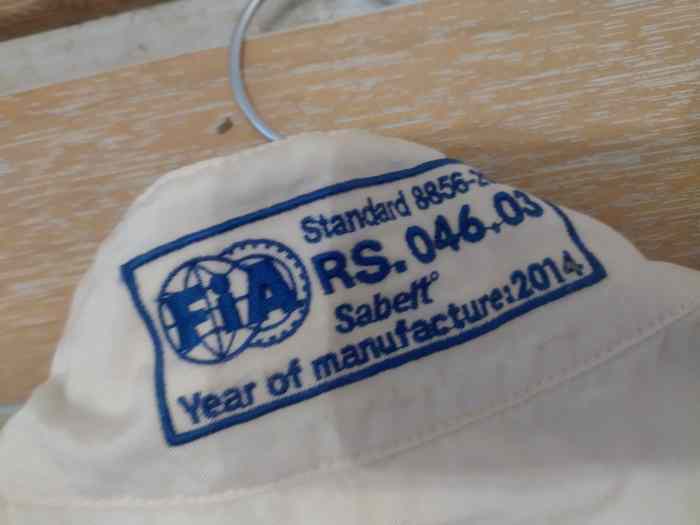 Standard 8856-2
FiA
RS.046.03
Sabelt
Year of manufacture:2014